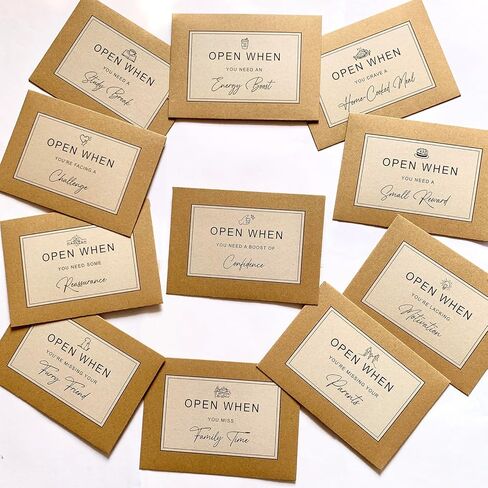 OPEN WHEN
YOU NEED A
Study Break
OPEN WHEN
YOU NEED AN
Energy Boost
OPEN WHEN
YOU CRAVE A
Home-Cooked Meal
OPEN WHEN
YOU'RE FACING A
Challenge
OPEN WHEN
YOU NEED A
Small Reward
OPEN WHEN
YOU NEED SOME
Reassurance
OPEN WHEN
YOU NEED A BOOST OF
Confidence
OPEN WHEN
YOU'RE LACKING
Motivation
OPEN WHEN
YOU'RE MISSING YOUR
Furry Friend
OPEN WHEN
YOU MISS
Family Time
OPEN WHEN
YOU'RE MISSING YOUR
Parents